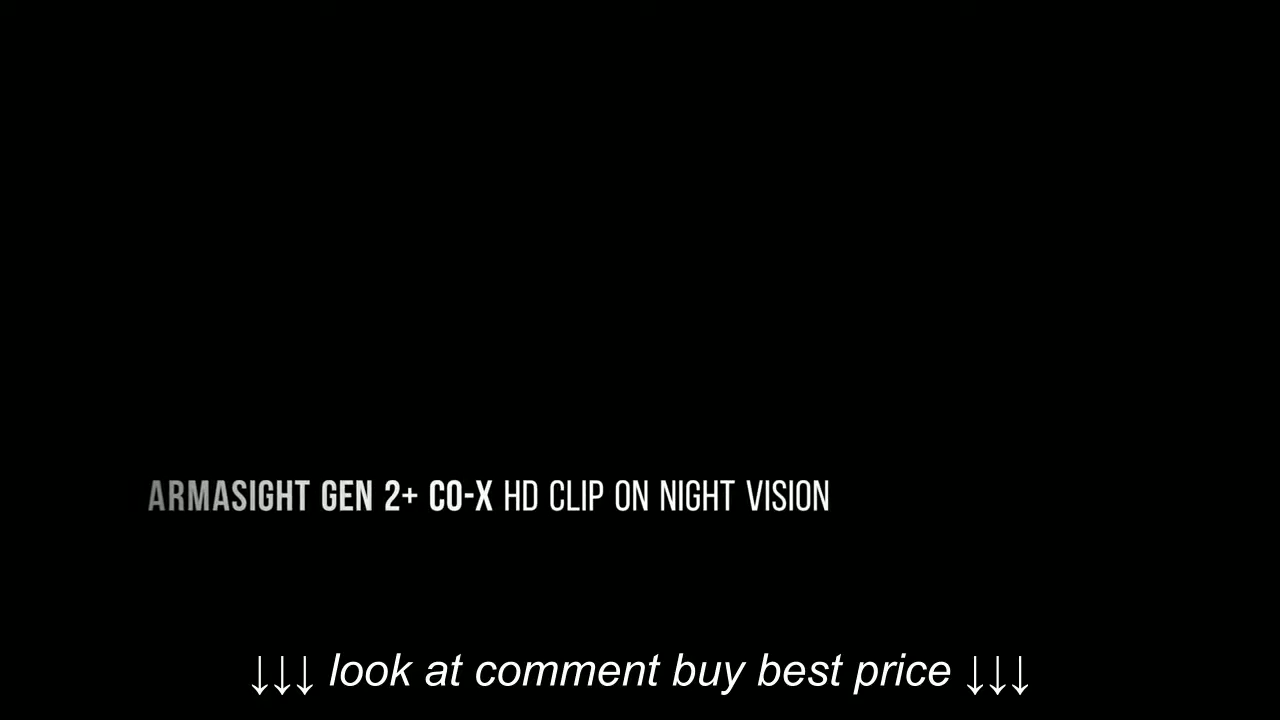 ARMASIGHT GEN 2+ CO-X HD CLIP ON NIGHT VISION
↓↓↓ look at comment buy best price ↓↓↓